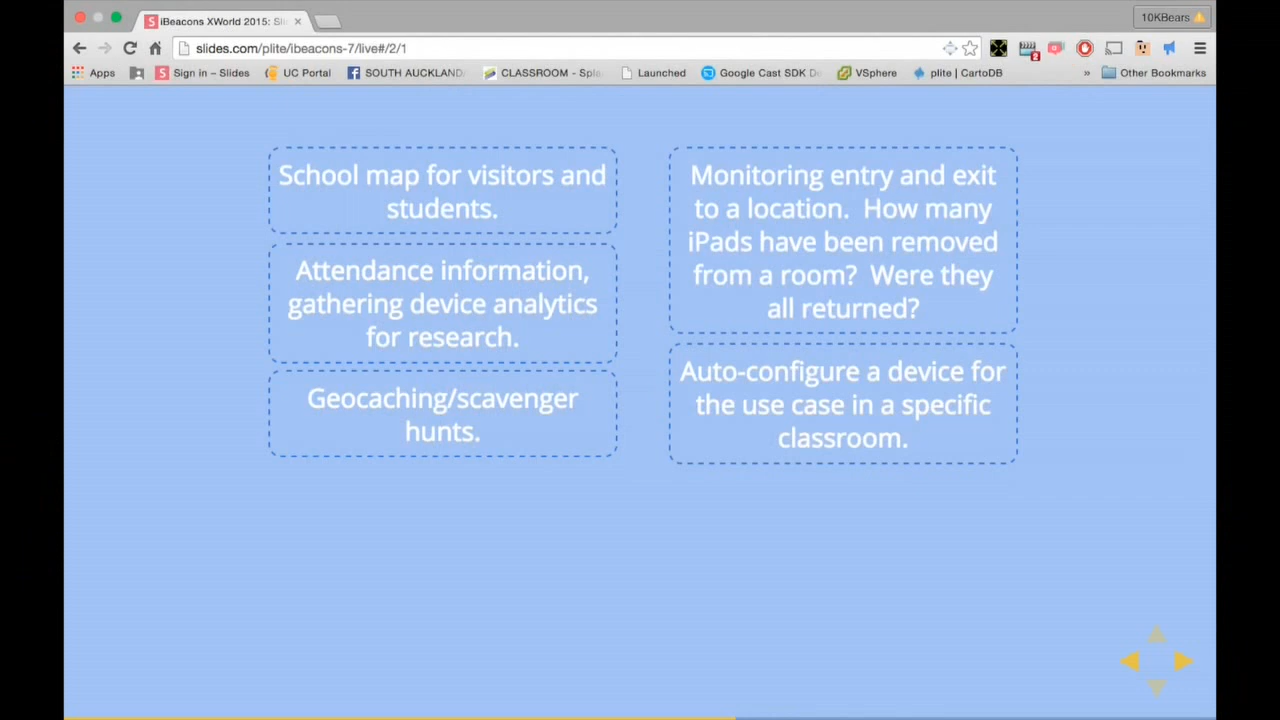 iBeacons XWorld 2015: Sli
10KBears
slides.com/plite/ibeacons-7/live#/2/1
2
Apps
Sign in – Slides
UC Portal
SOUTH AUCKLAND
CLASSROOM - Spla
Launched
Google Cast SDK De
VSphere
plite | CartoDB
»
Other Bookmarks
School map for visitors and
students.
Attendance information,
gathering device analytics
for research.
Geocaching/scavenger
hunts.
Monitoring entry and exit
to a location. How many
iPads have been removed
from a room? Were they
all returned?
Auto-configure a device for
the use case in a specific
classroom.